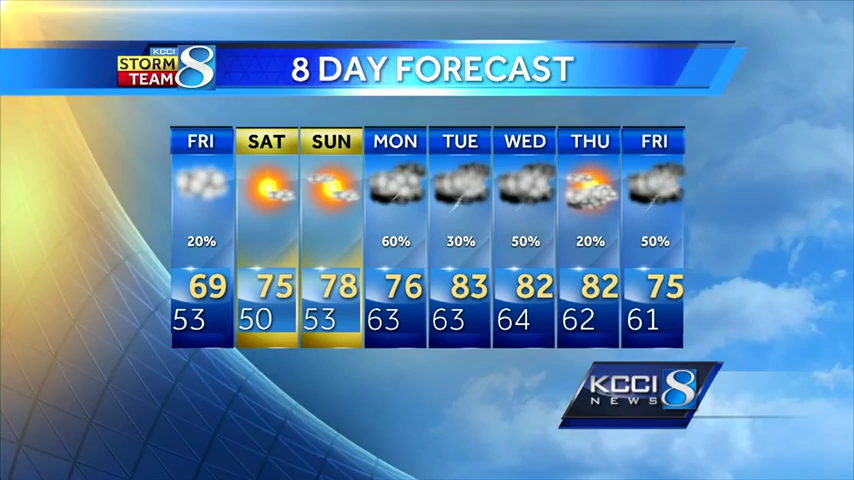 KCCI
STORM
TEAM 8
8 DAY FORECAST
FRI SAT SUN MON TUE WED THU FRI
20% 60% 30% 50% 20% 50%
69 75 78 76 83 82 82 75
53 50 53 63 63 64 62 61
KCCI 8
NEWS